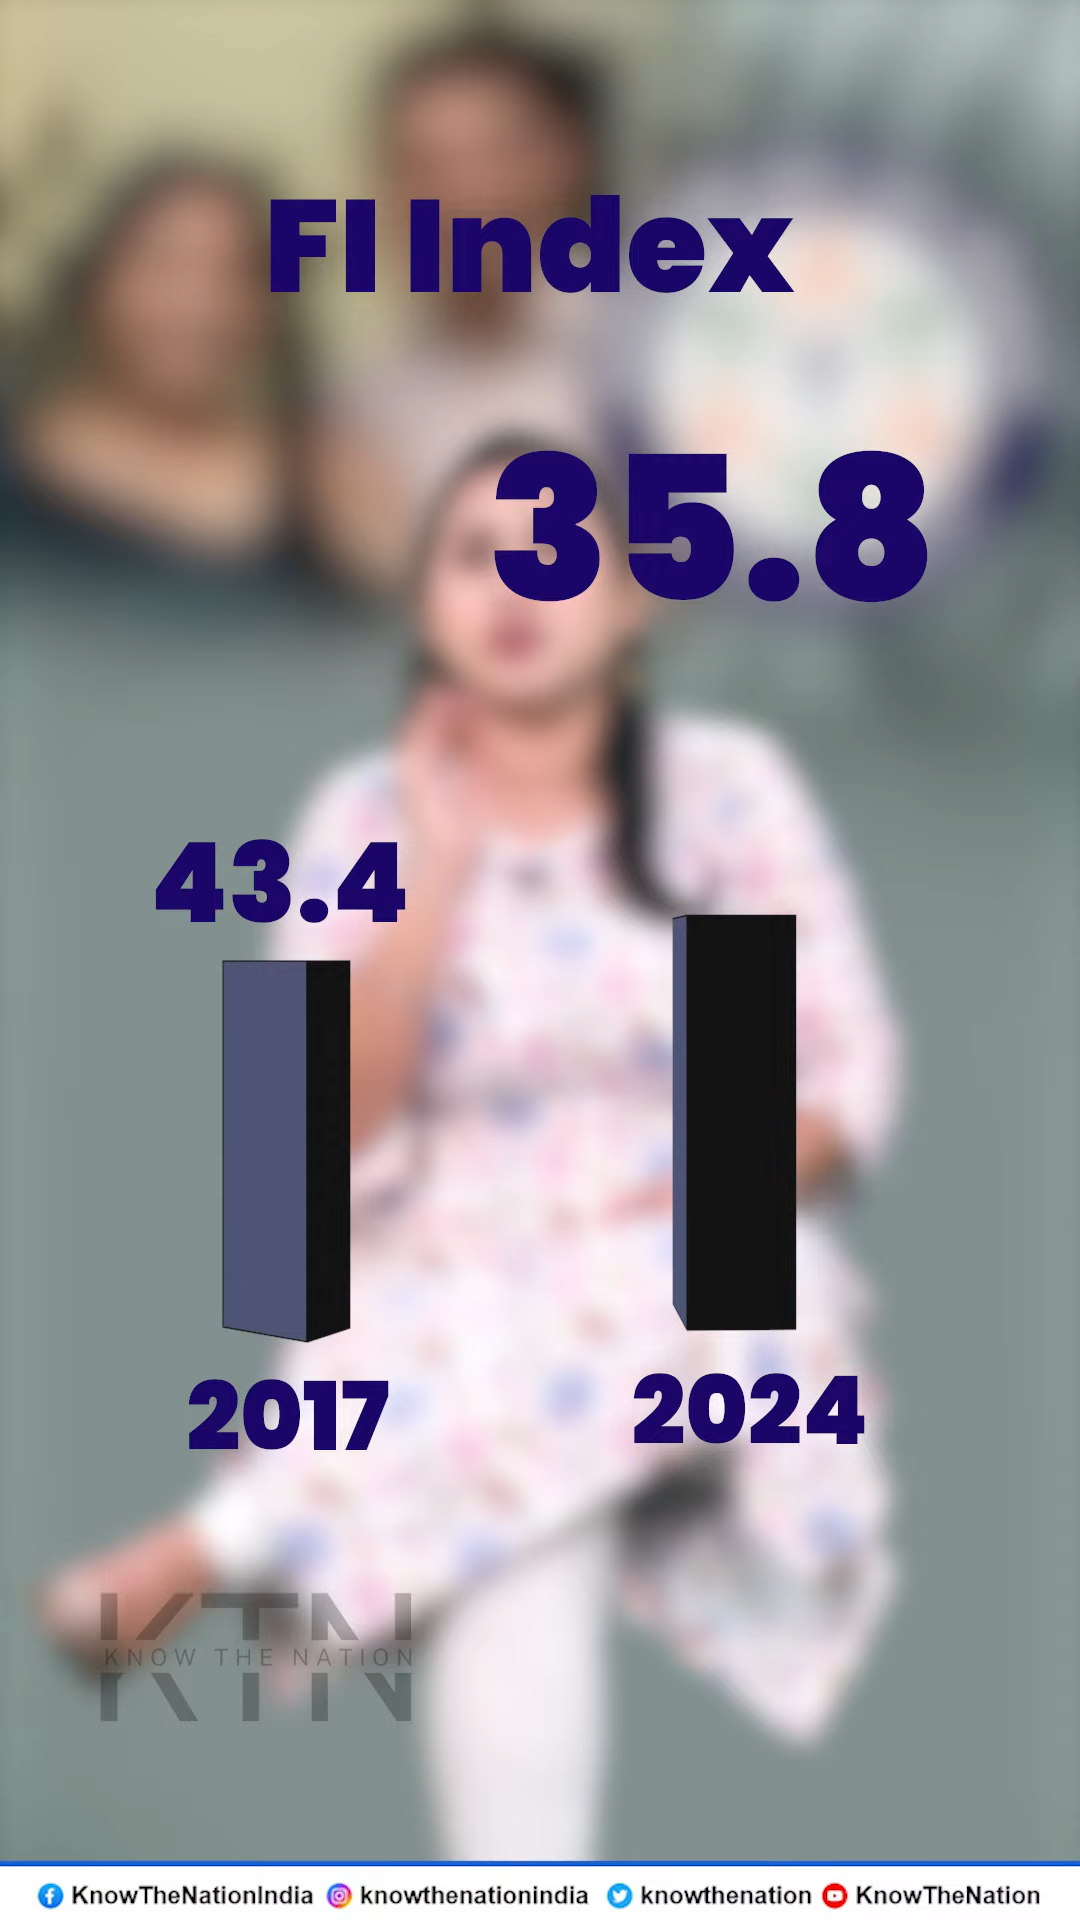 FI Index
35.8
43.4
2017
2024
KTN
KNOW THE NATION
KnowTheNationIndia knowthenationindia knowthenation KnowTheNation